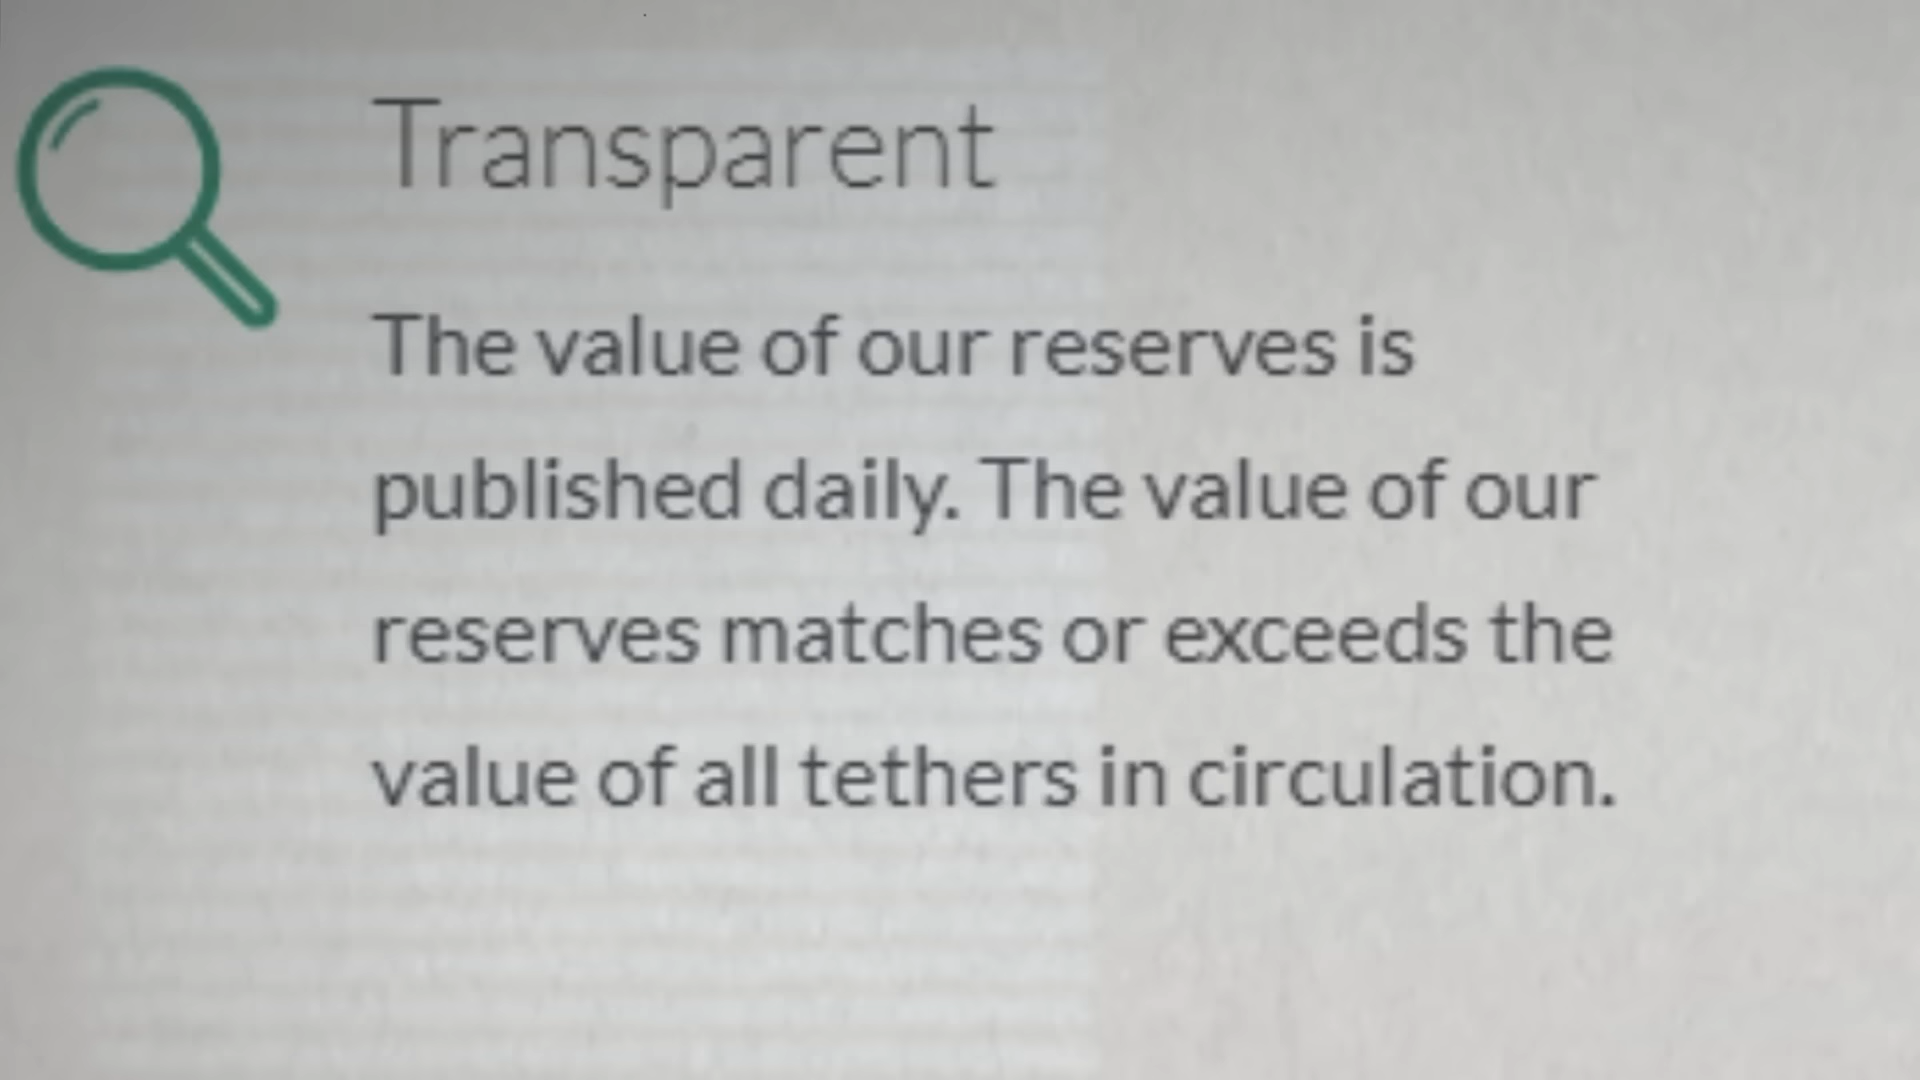 Transparent
The value of our reserves is
published daily. The value of our
reserves matches or exceeds the
value of all tethers in circulation.